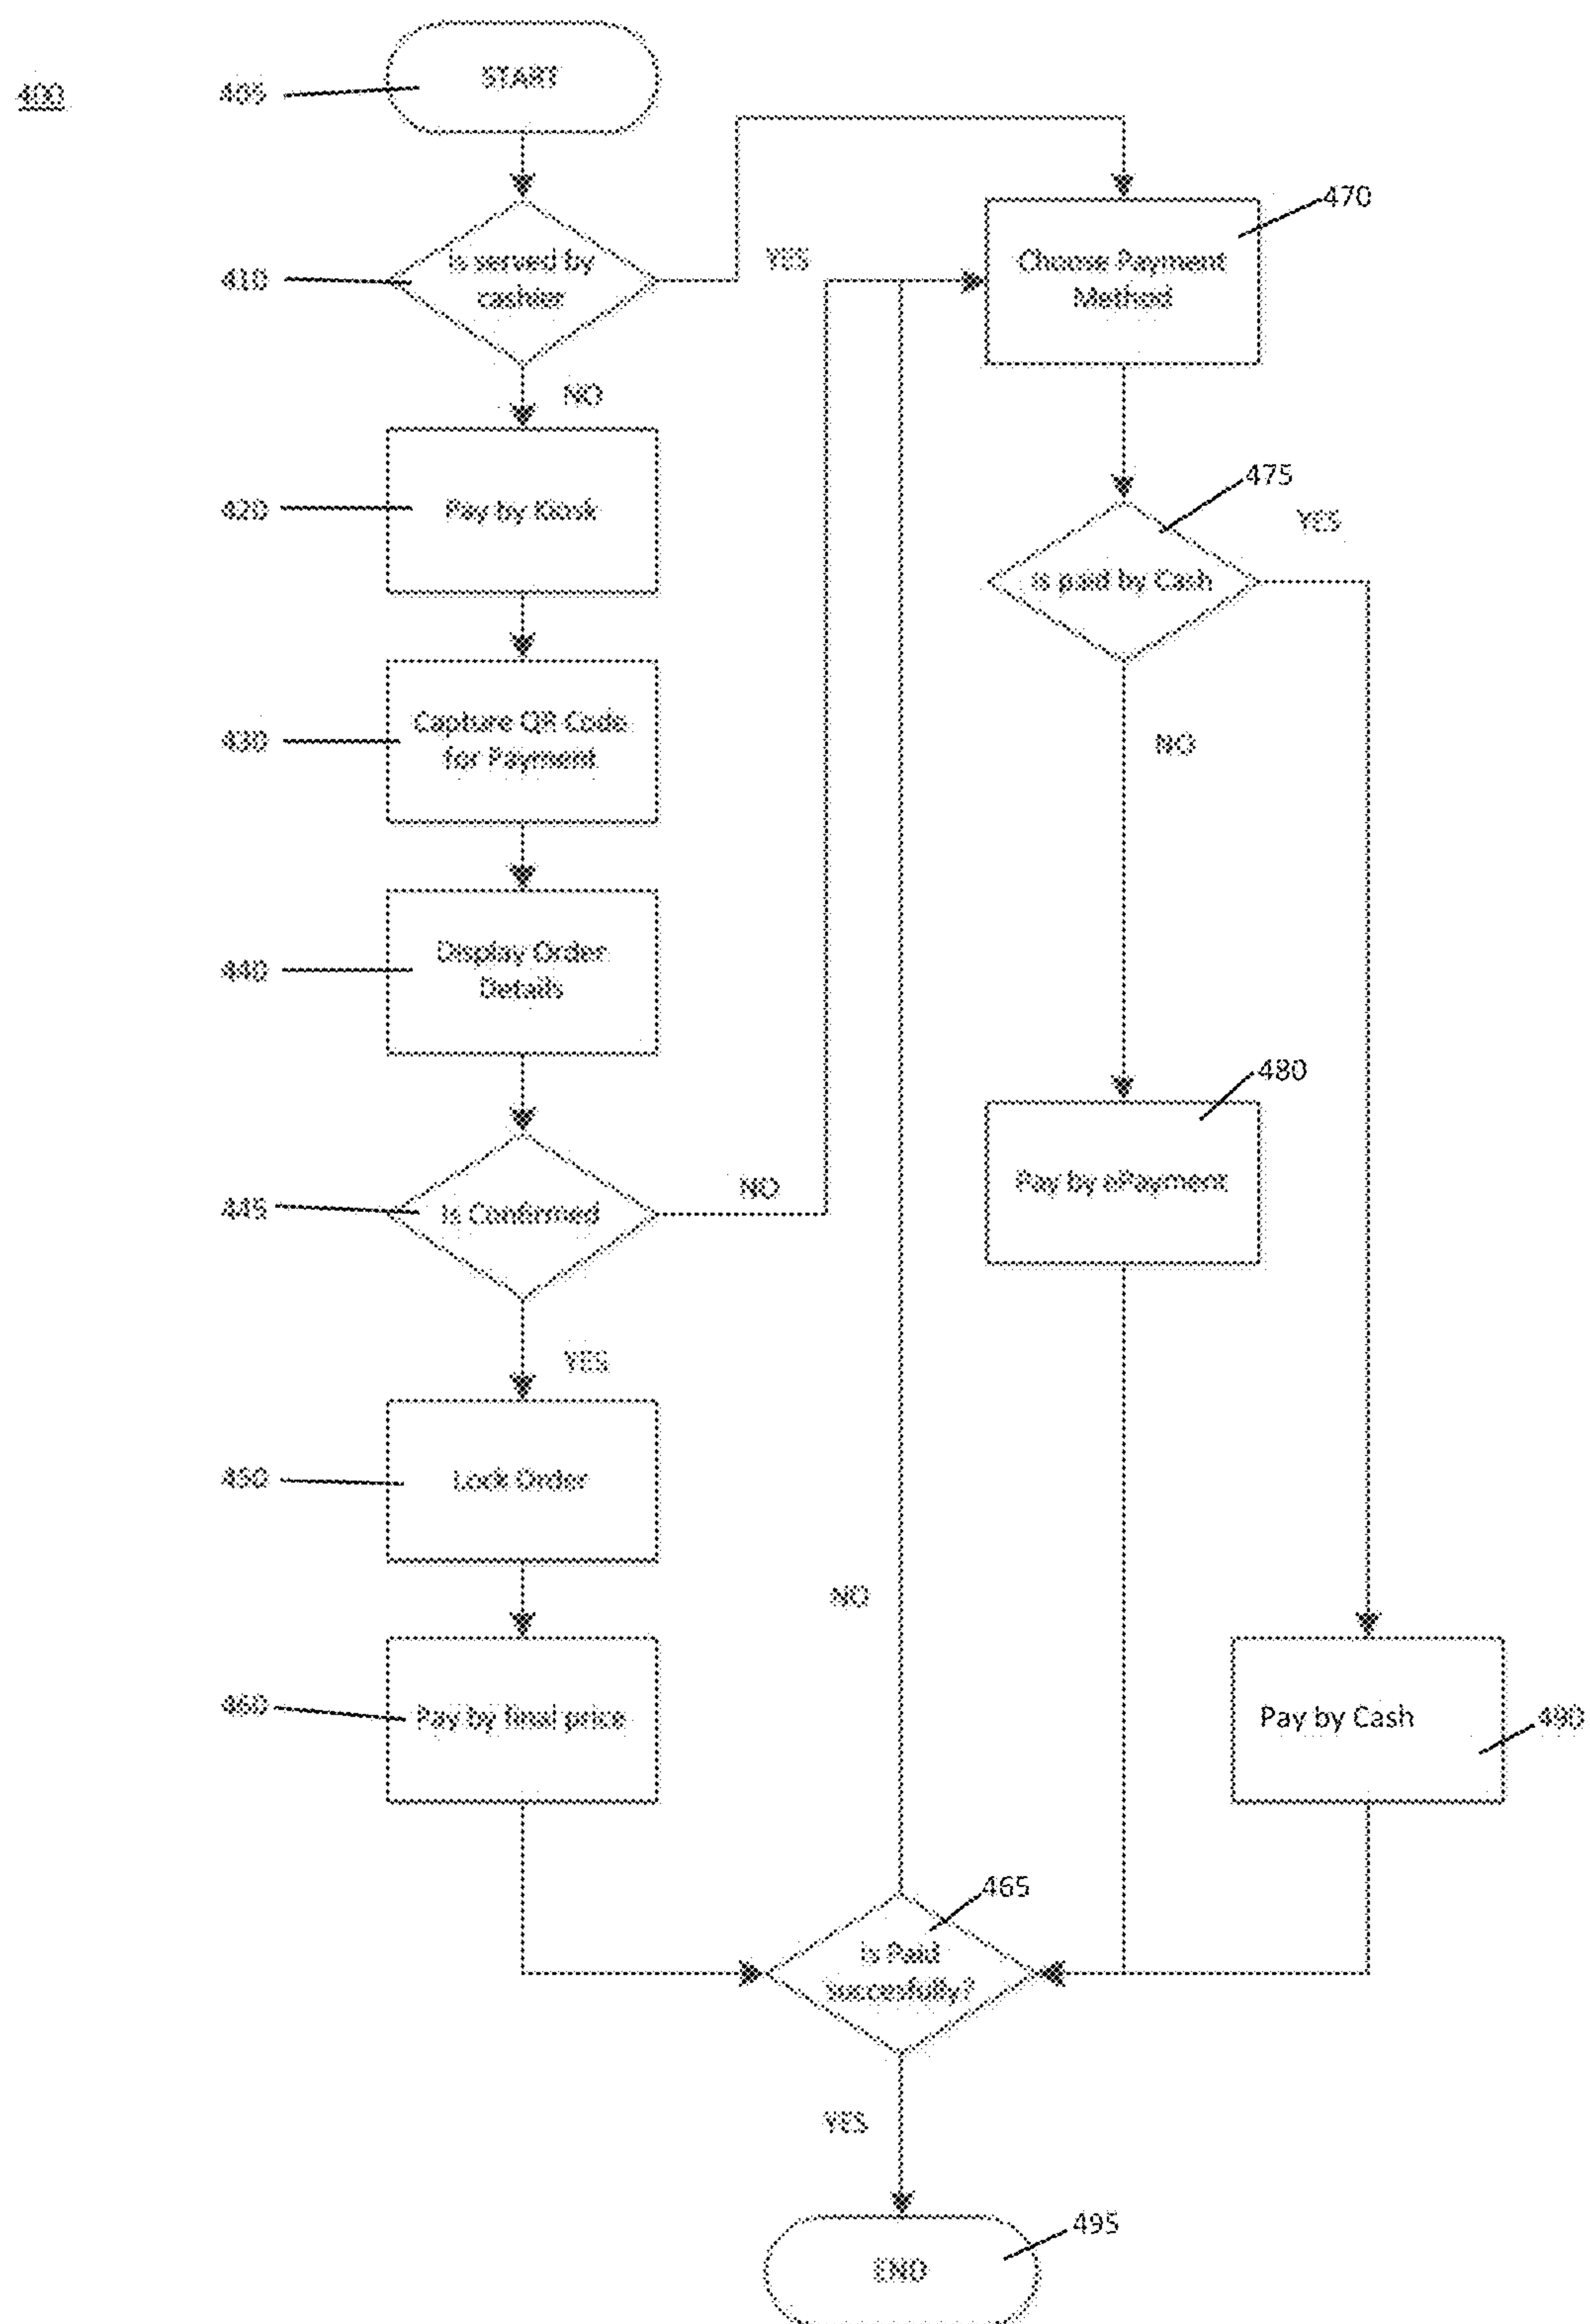 400
405
START
410
is served by
cashier
YES
NO
470
Choose Payment
Method
420
Pay by Kiosk
475
is paid by Cash
YES
NO
430
Capture QR Code
for Payment
440
Display Order
Details
445
Is Confirmed
NO
YES
480
Pay by ePayment
450
Lock Order
NO
460
Pay by final price
Pay by Cash
490
465
is Paid
succesfully?
YES
495
END